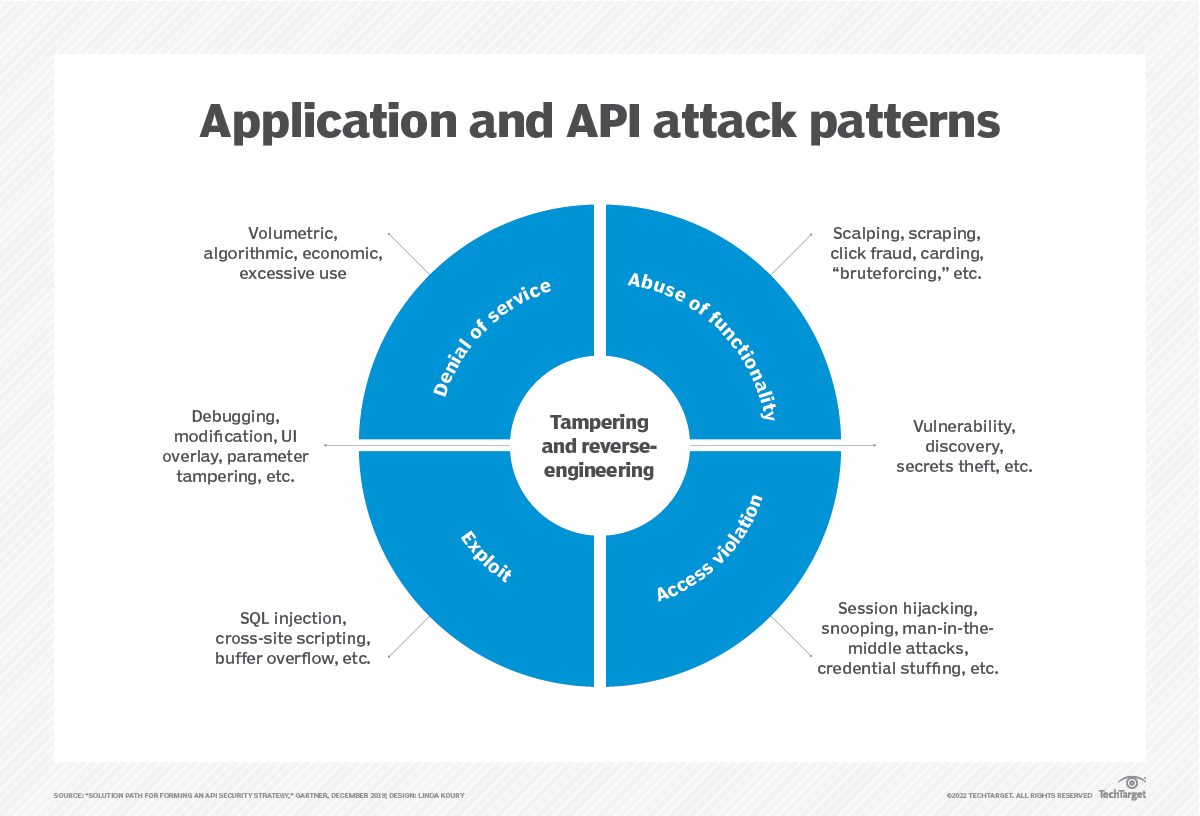 Application and API attack patterns
Volumetric,
algorithmic, economic,
excessive use
Scalping, scraping,
click fraud, carding,
“bruteforcing,” etc.
Denial of service
Abuse of functionality
Debugging,
modification, UI
overlay, parameter
tampering, etc.
Tampering
and reverse-
engineering
Vulnerability,
discovery,
secrets theft, etc.
Exploit
Access violation
SQL injection,
cross-site scripting,
buffer overflow, etc.
Session hijacking,
snooping, man-in-the-
middle attacks,
credential stuffing, etc.
SOURCE: “SOLUTION PATH FOR FORMING AN API SECURITY STRATEGY,” GARTNER, DECEMBER 2019; DESIGN: LINDA KOURY
©2022 TECHTARGET. ALL RIGHTS RESERVED
TechTarget